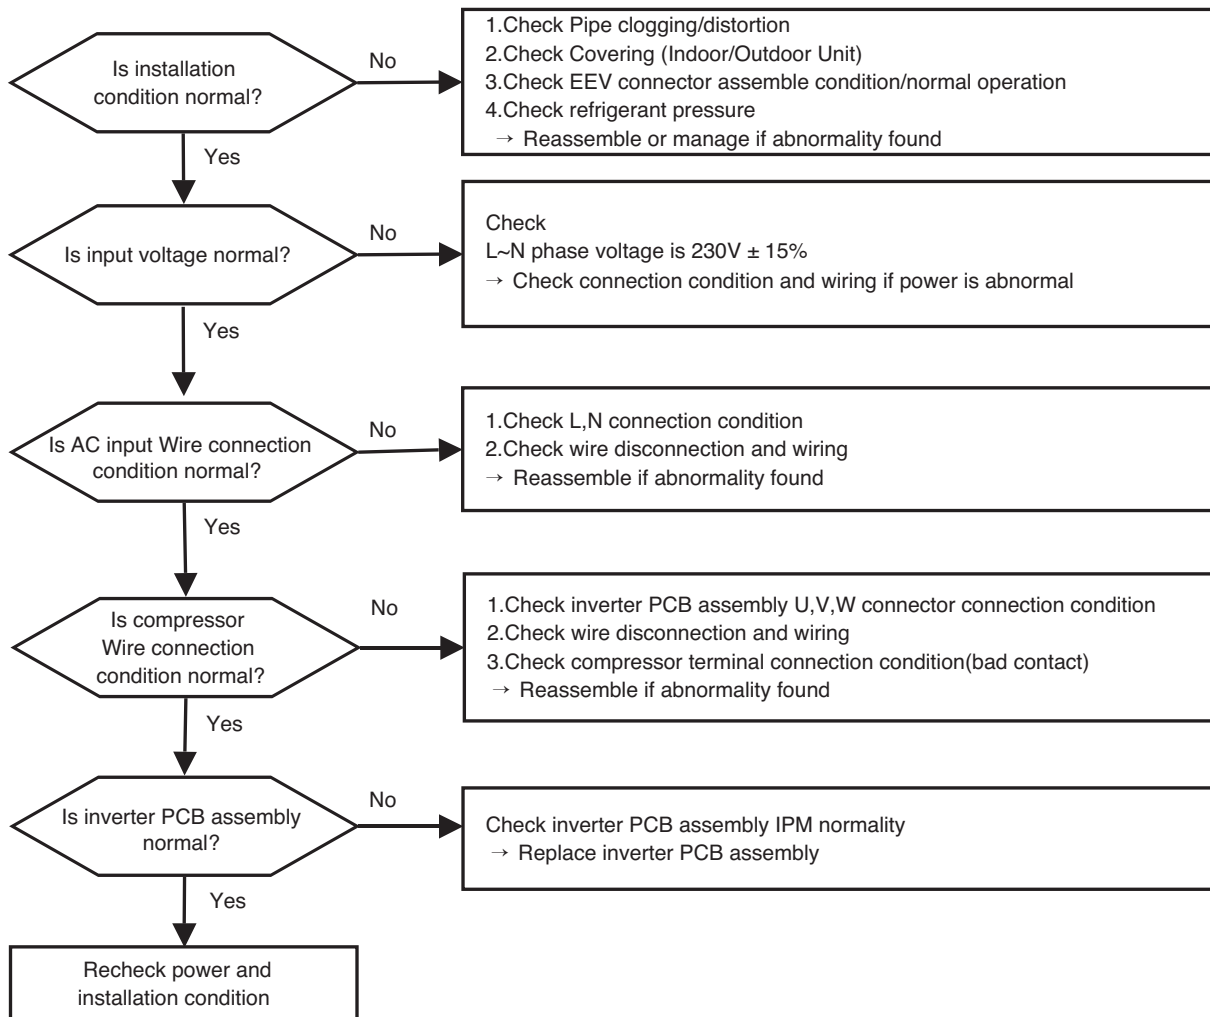 Is installation
condition normal?
No
1.Check Pipe clogging/distortion
2.Check Covering (Indoor/Outdoor Unit)
3.Check EEV connector assemble condition/normal operation
4.Check refrigerant pressure
→ Reassemble or manage if abnormality found
Yes
Is input voltage normal?
No
Check
L~N phase voltage is 230V ± 15%
→ Check connection condition and wiring if power is abnormal
Yes
Is AC input Wire connection
condition normal?
No
1.Check L,N connection condition
2.Check wire disconnection and wiring
→ Reassemble if abnormality found
Yes
Is compressor
Wire connection
condition normal?
No
1.Check inverter PCB assembly U,V,W connector connection condition
2.Check wire disconnection and wiring
3.Check compressor terminal connection condition(bad contact)
→ Reassemble if abnormality found
Yes
Is inverter PCB assembly
normal?
No
Check inverter PCB assembly IPM normality
→ Replace inverter PCB assembly
Yes
Recheck power and
installation condition